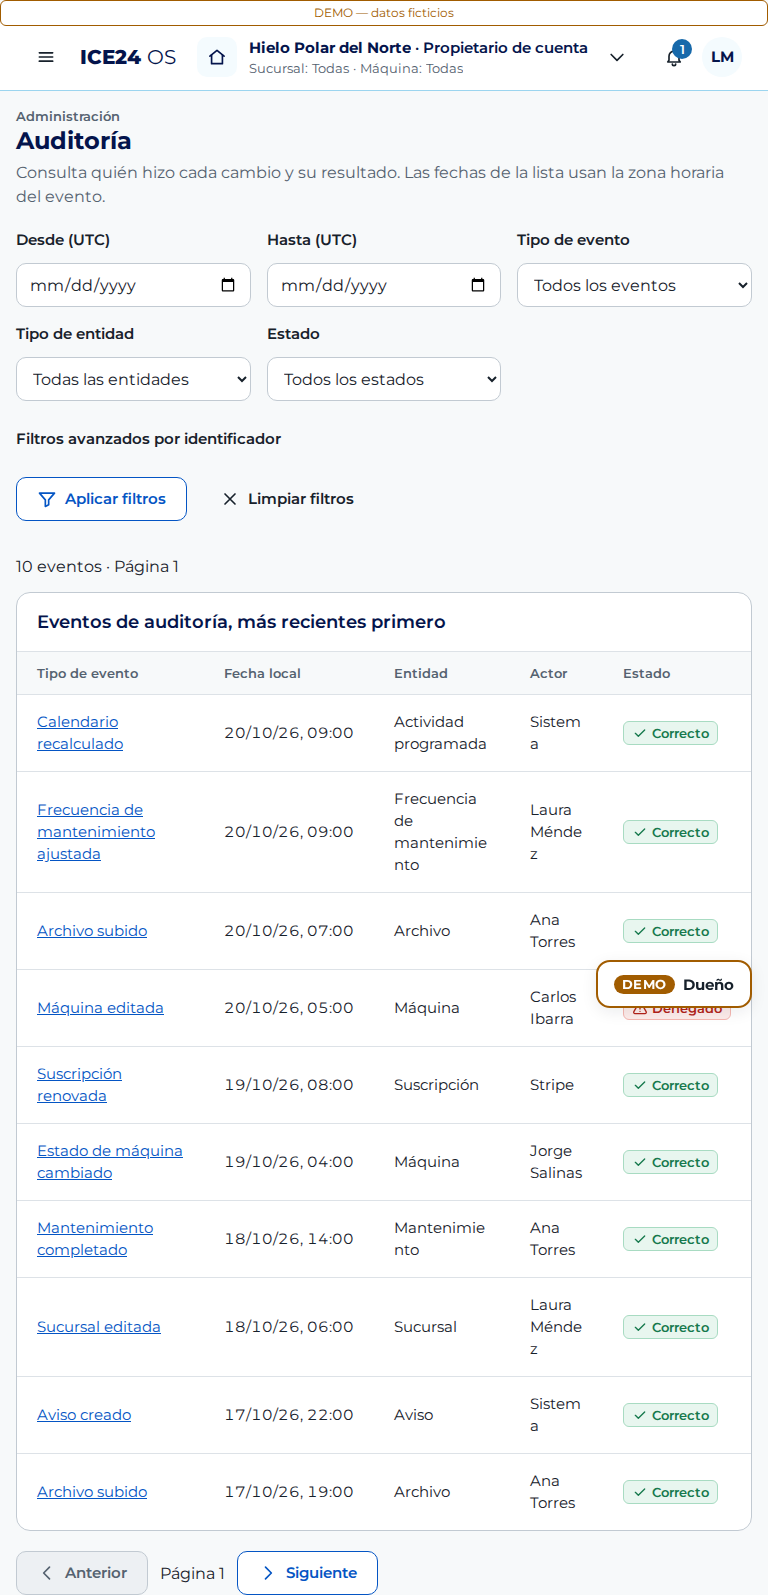 DEMO — datos ficticios
ICE24 OS
Hielo Polar del Norte · Propietario de cuenta
Sucursal: Todas · Máquina: Todas
1
LM
Administración
Auditoría
Consulta quién hizo cada cambio y su resultado. Las fechas de la lista usan la zona horaria
del evento.
Desde (UTC)
Hasta (UTC)
Tipo de evento
mm/dd/yyyy
mm/dd/yyyy
Todos los eventos
Tipo de entidad
Estado
Todas las entidades
Todos los estados
Filtros avanzados por identificador
Aplicar filtros
Limpiar filtros
10 eventos · Página 1
Eventos de auditoría, más recientes primero
Tipo de evento
Fecha local
Entidad
Actor
Estado
Calendario
recalculado
20/10/26, 09:00
Actividad
programada
Sistem
a
Correcto
Frecuencia de
mantenimiento
ajustada
20/10/26, 09:00
Frecuencia
de
mantenimie
nto
Laura
Ménde
z
Correcto
Archivo subido
20/10/26, 07:00
Archivo
Ana
Torres
Correcto
DEMO Dueño
Máquina editada
20/10/26, 05:00
Máquina
Carlos
Ibarra
Denegado
Suscripción
renovada
19/10/26, 08:00
Suscripción
Stripe
Correcto
Estado de máquina
cambiado
19/10/26, 04:00
Máquina
Jorge
Salinas
Correcto
Mantenimiento
completado
18/10/26, 14:00
Mantenimie
nto
Ana
Torres
Correcto
Sucursal editada
18/10/26, 06:00
Sucursal
Laura
Ménde
z
Correcto
Aviso creado
17/10/26, 22:00
Aviso
Sistem
a
Correcto
Archivo subido
17/10/26, 19:00
Archivo
Ana
Torres
Correcto
Anterior
Página 1
Siguiente